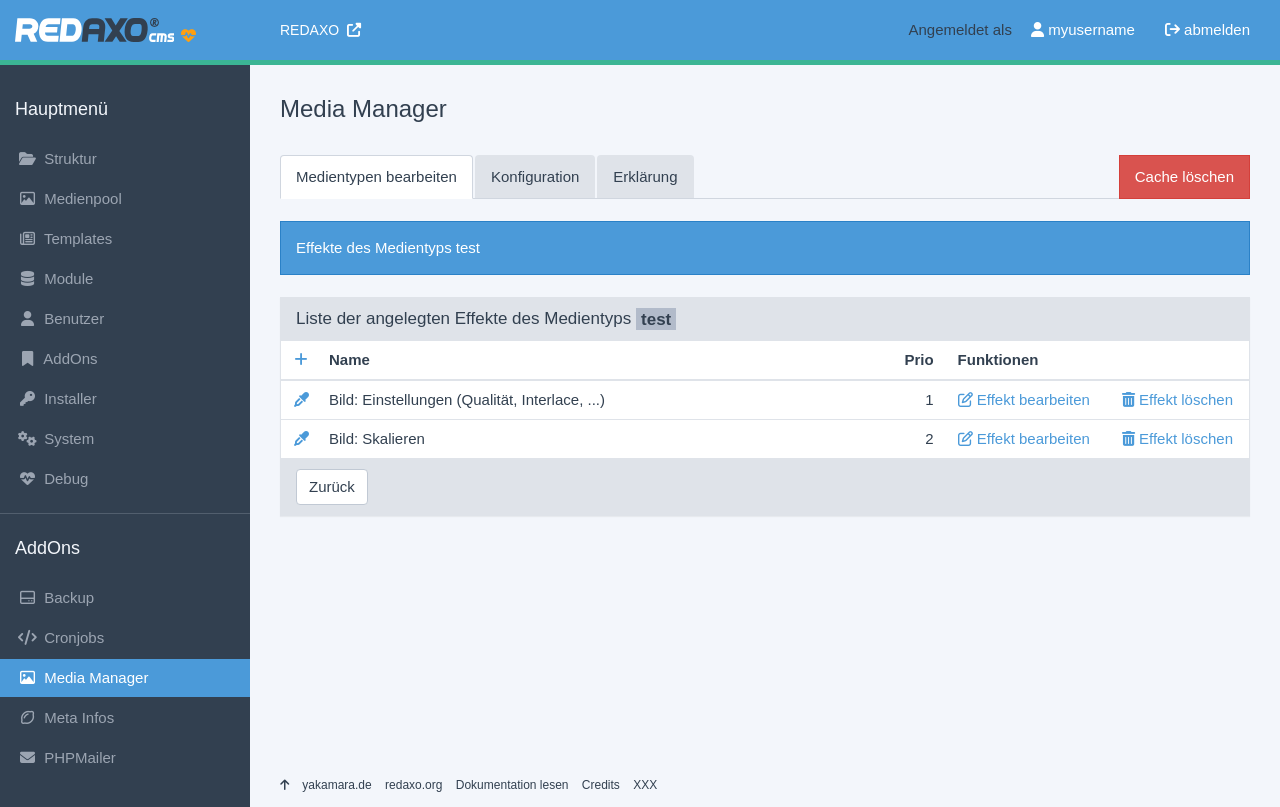 REDAXO® cms
REDAXO
Angemeldet als myusername abmelden
Hauptmenü
Struktur
Medienpool
Templates
Module
Benutzer
AddOns
Installer
System
Debug
AddOns
Backup
Cronjobs
Media Manager
Meta Infos
PHPMailer
Media Manager
Medientypen bearbeiten Konfiguration Erklärung Cache löschen
Effekte des Medientyps test
Liste der angelegten Effekte des Medientyps test
Name Prio Funktionen
Bild: Einstellungen (Qualität, Interlace, ...) 1 Effekt bearbeiten Effekt löschen
Bild: Skalieren 2 Effekt bearbeiten Effekt löschen
Zurück
yakamara.de redaxo.org Dokumentation lesen Credits XXX